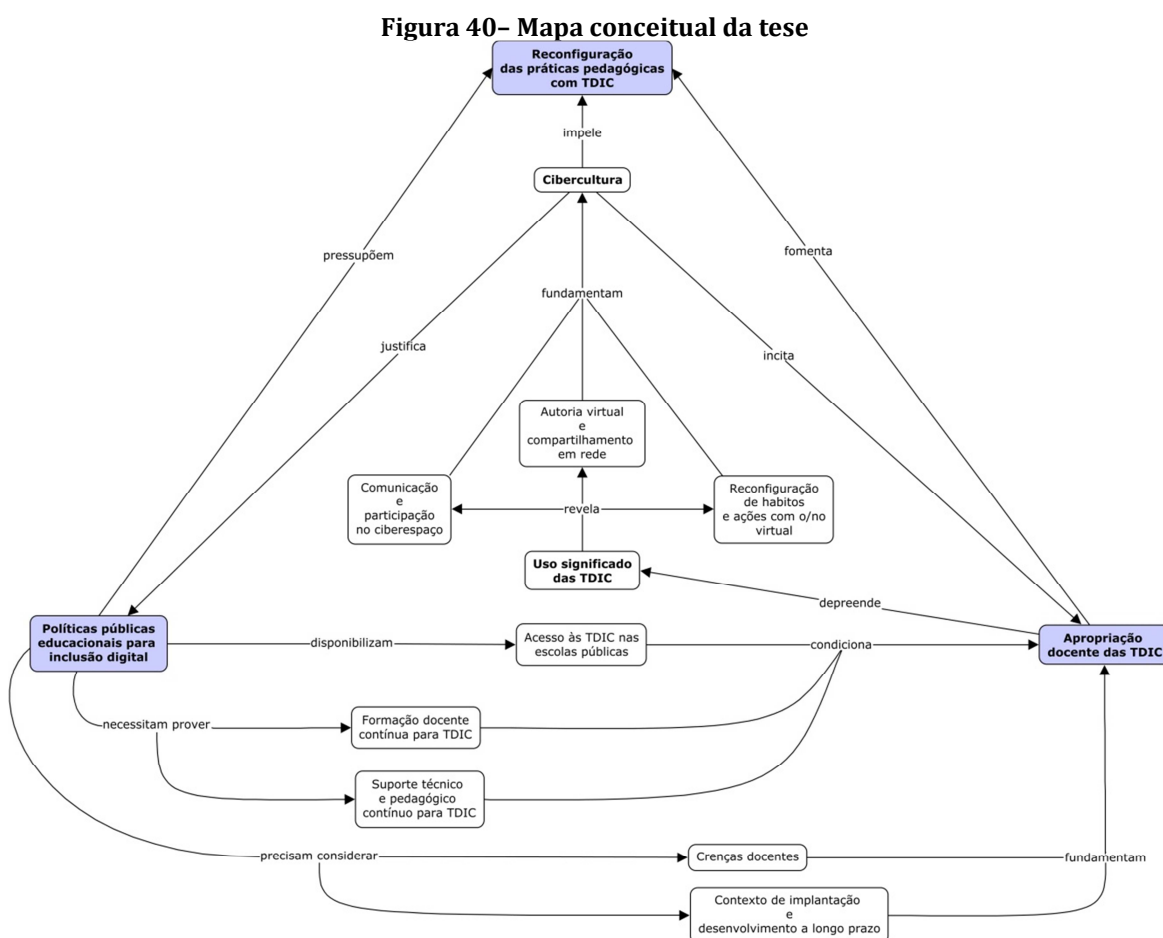 Figura 40– Mapa conceitual da tese
Reconfiguração
das práticas pedagógicas
com TDIC
impele
Cibercultura
pressupõem
fomenta
fundamentam
justifica
incita
Autoria virtual
e
compartilhamento
em rede
Comunicação
e
participação
no ciberespaço
revela
Reconfiguração
de habitos
e ações com o/no
virtual
Uso significado
das TDIC
depreende
Políticas públicas
educacionais para
inclusão digital
disponibilizam
Acesso às TDIC nas
escolas públicas
condiciona
Apropriação
docente das TDIC
necessitam prover
Formação docente
contínua para TDIC
Suporte técnico
e pedagógico
contínuo para TDIC
precisam considerar
Crenças docentes
fundamentam
Contexto de implantação
e
desenvolvimento a longo prazo